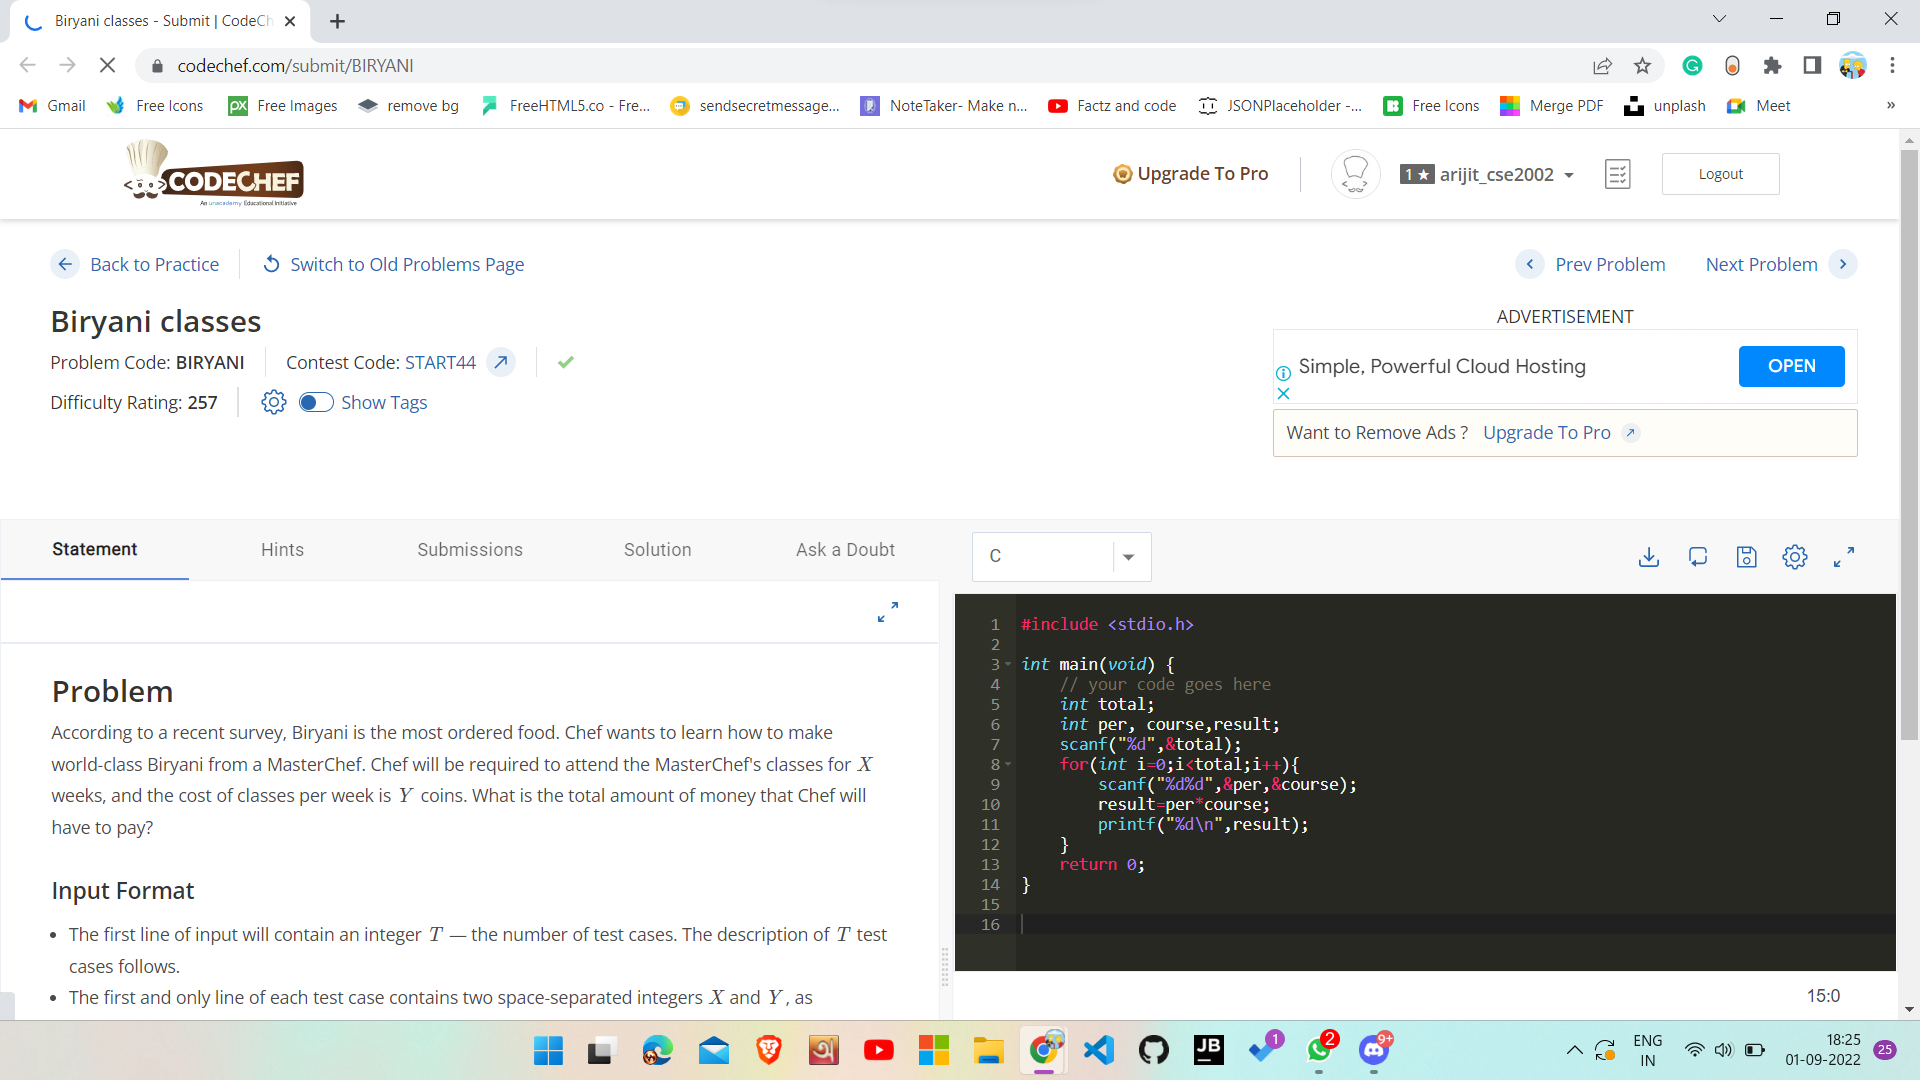 Biryani classes - Submit | CodeCh
codechef.com/submit/BIRYANI
Gmail
Free Icons
px
Free Images
remove bg
FreeHTML5.co - Fre...
sendsecretmessage...
NoteTaker- Make n...
Factz and code
JSONPlaceholder -...
Free Icons
Merge PDF
unplash
Meet
»
CODECHEF
An unacademy Educational Initiative
Upgrade To Pro
1★ arijit_cse2002
Logout
Back to Practice
Switch to Old Problems Page
Prev Problem
Next Problem
Biryani classes
ADVERTISEMENT
Problem Code: BIRYANI
Contest Code: START44
Simple, Powerful Cloud Hosting
OPEN
Difficulty Rating: 257
Show Tags
Want to Remove Ads ? Upgrade To Pro
Statement
Hints
Submissions
Solution
Ask a Doubt
Problem
According to a recent survey, Biryani is the most ordered food. Chef wants to learn how to make
world-class Biryani from a MasterChef. Chef will be required to attend the MasterChef's classes for X
weeks, and the cost of classes per week is Y coins. What is the total amount of money that Chef will
have to pay?
Input Format
• The first line of input will contain an integer T — the number of test cases. The description of T test
cases follows.
• The first and only line of each test case contains two space-separated integers X and Y, as
C
1 #include <stdio.h>
2
3 int main(void) {
4     // your code goes here
5     int total;
6     int per, course,result;
7     scanf("%d",&total);
8     for(int i=0;i<total;i++){
9         scanf("%d%d",&per,&course);
10         result=per*course;
11         printf("%d\n",result);
12     }
13     return 0;
14 }
15
16
15:0
অ
JB
1
2
9+
ENG
IN
18:25
01-09-2022
25